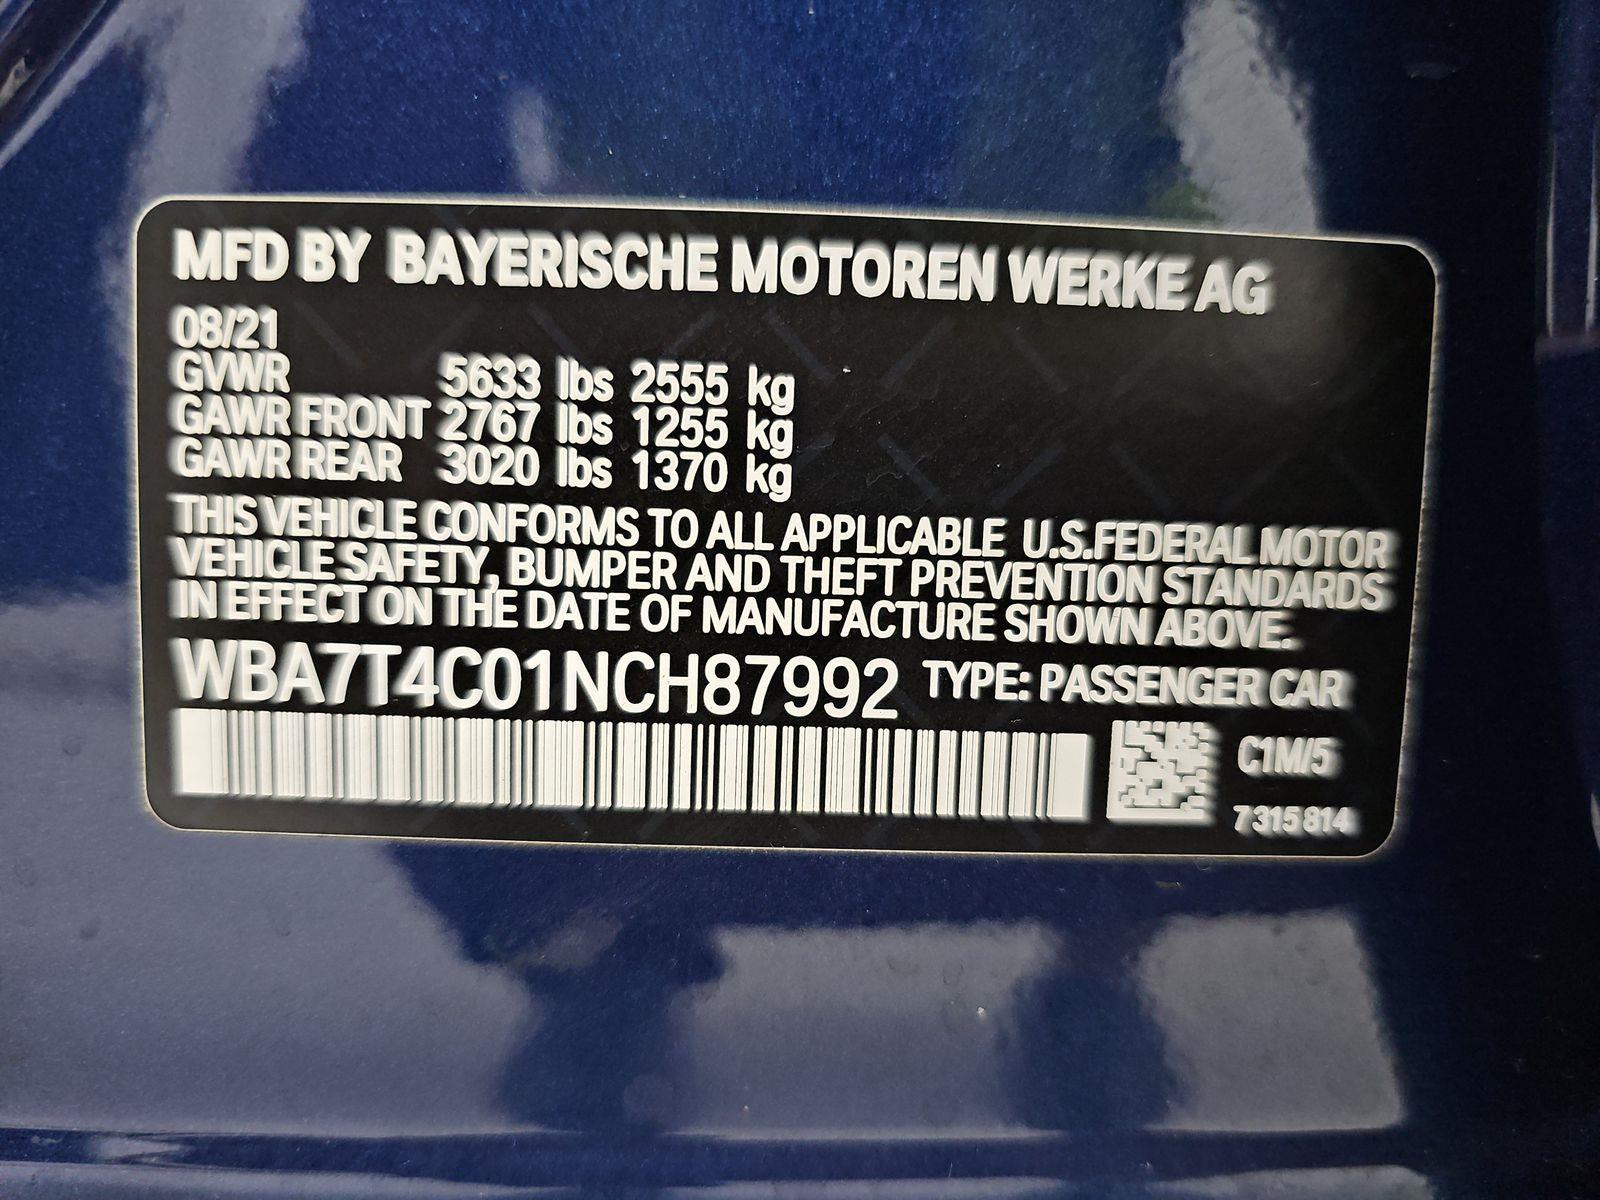 MFD BY BAYERISCHE MOTOREN WERKE AG
08/21
GVWR 5633 lbs 2555 kg
GAWR FRONT 2767 lbs 1255 kg
GAWR REAR 3020 lbs 1370 kg
THIS VEHICLE CONFORMS TO ALL APPLICABLE U.S.FEDERAL MOTOR
VEHICLE SAFETY, BUMPER AND THEFT PREVENTION STANDARDS
IN EFFECT ON THE DATE OF MANUFACTURE SHOWN ABOVE.
WBA7T4C01NCH87992 TYPE: PASSENGER CAR
C1M/5
7 315 814